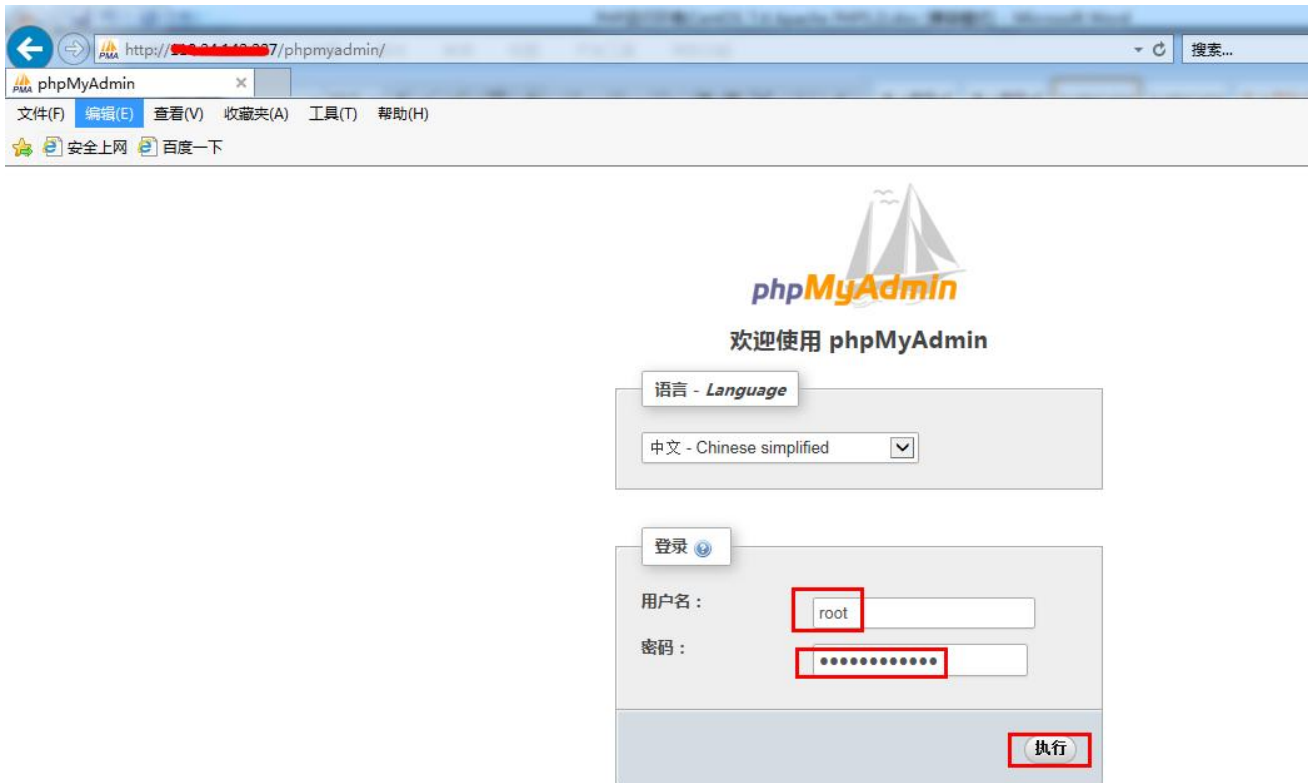 http:// 7/phpmyadmin/
搜索...
phpMyAdmin
文件(F) 编辑(E) 查看(V) 收藏夹(A) 工具(T) 帮助(H)
安全上网 百度一下
phpMyAdmin
欢迎使用 phpMyAdmin
语言 - Language
中文 - Chinese simplified
登录
用户名：
root
密码：
••••••••••••
执行